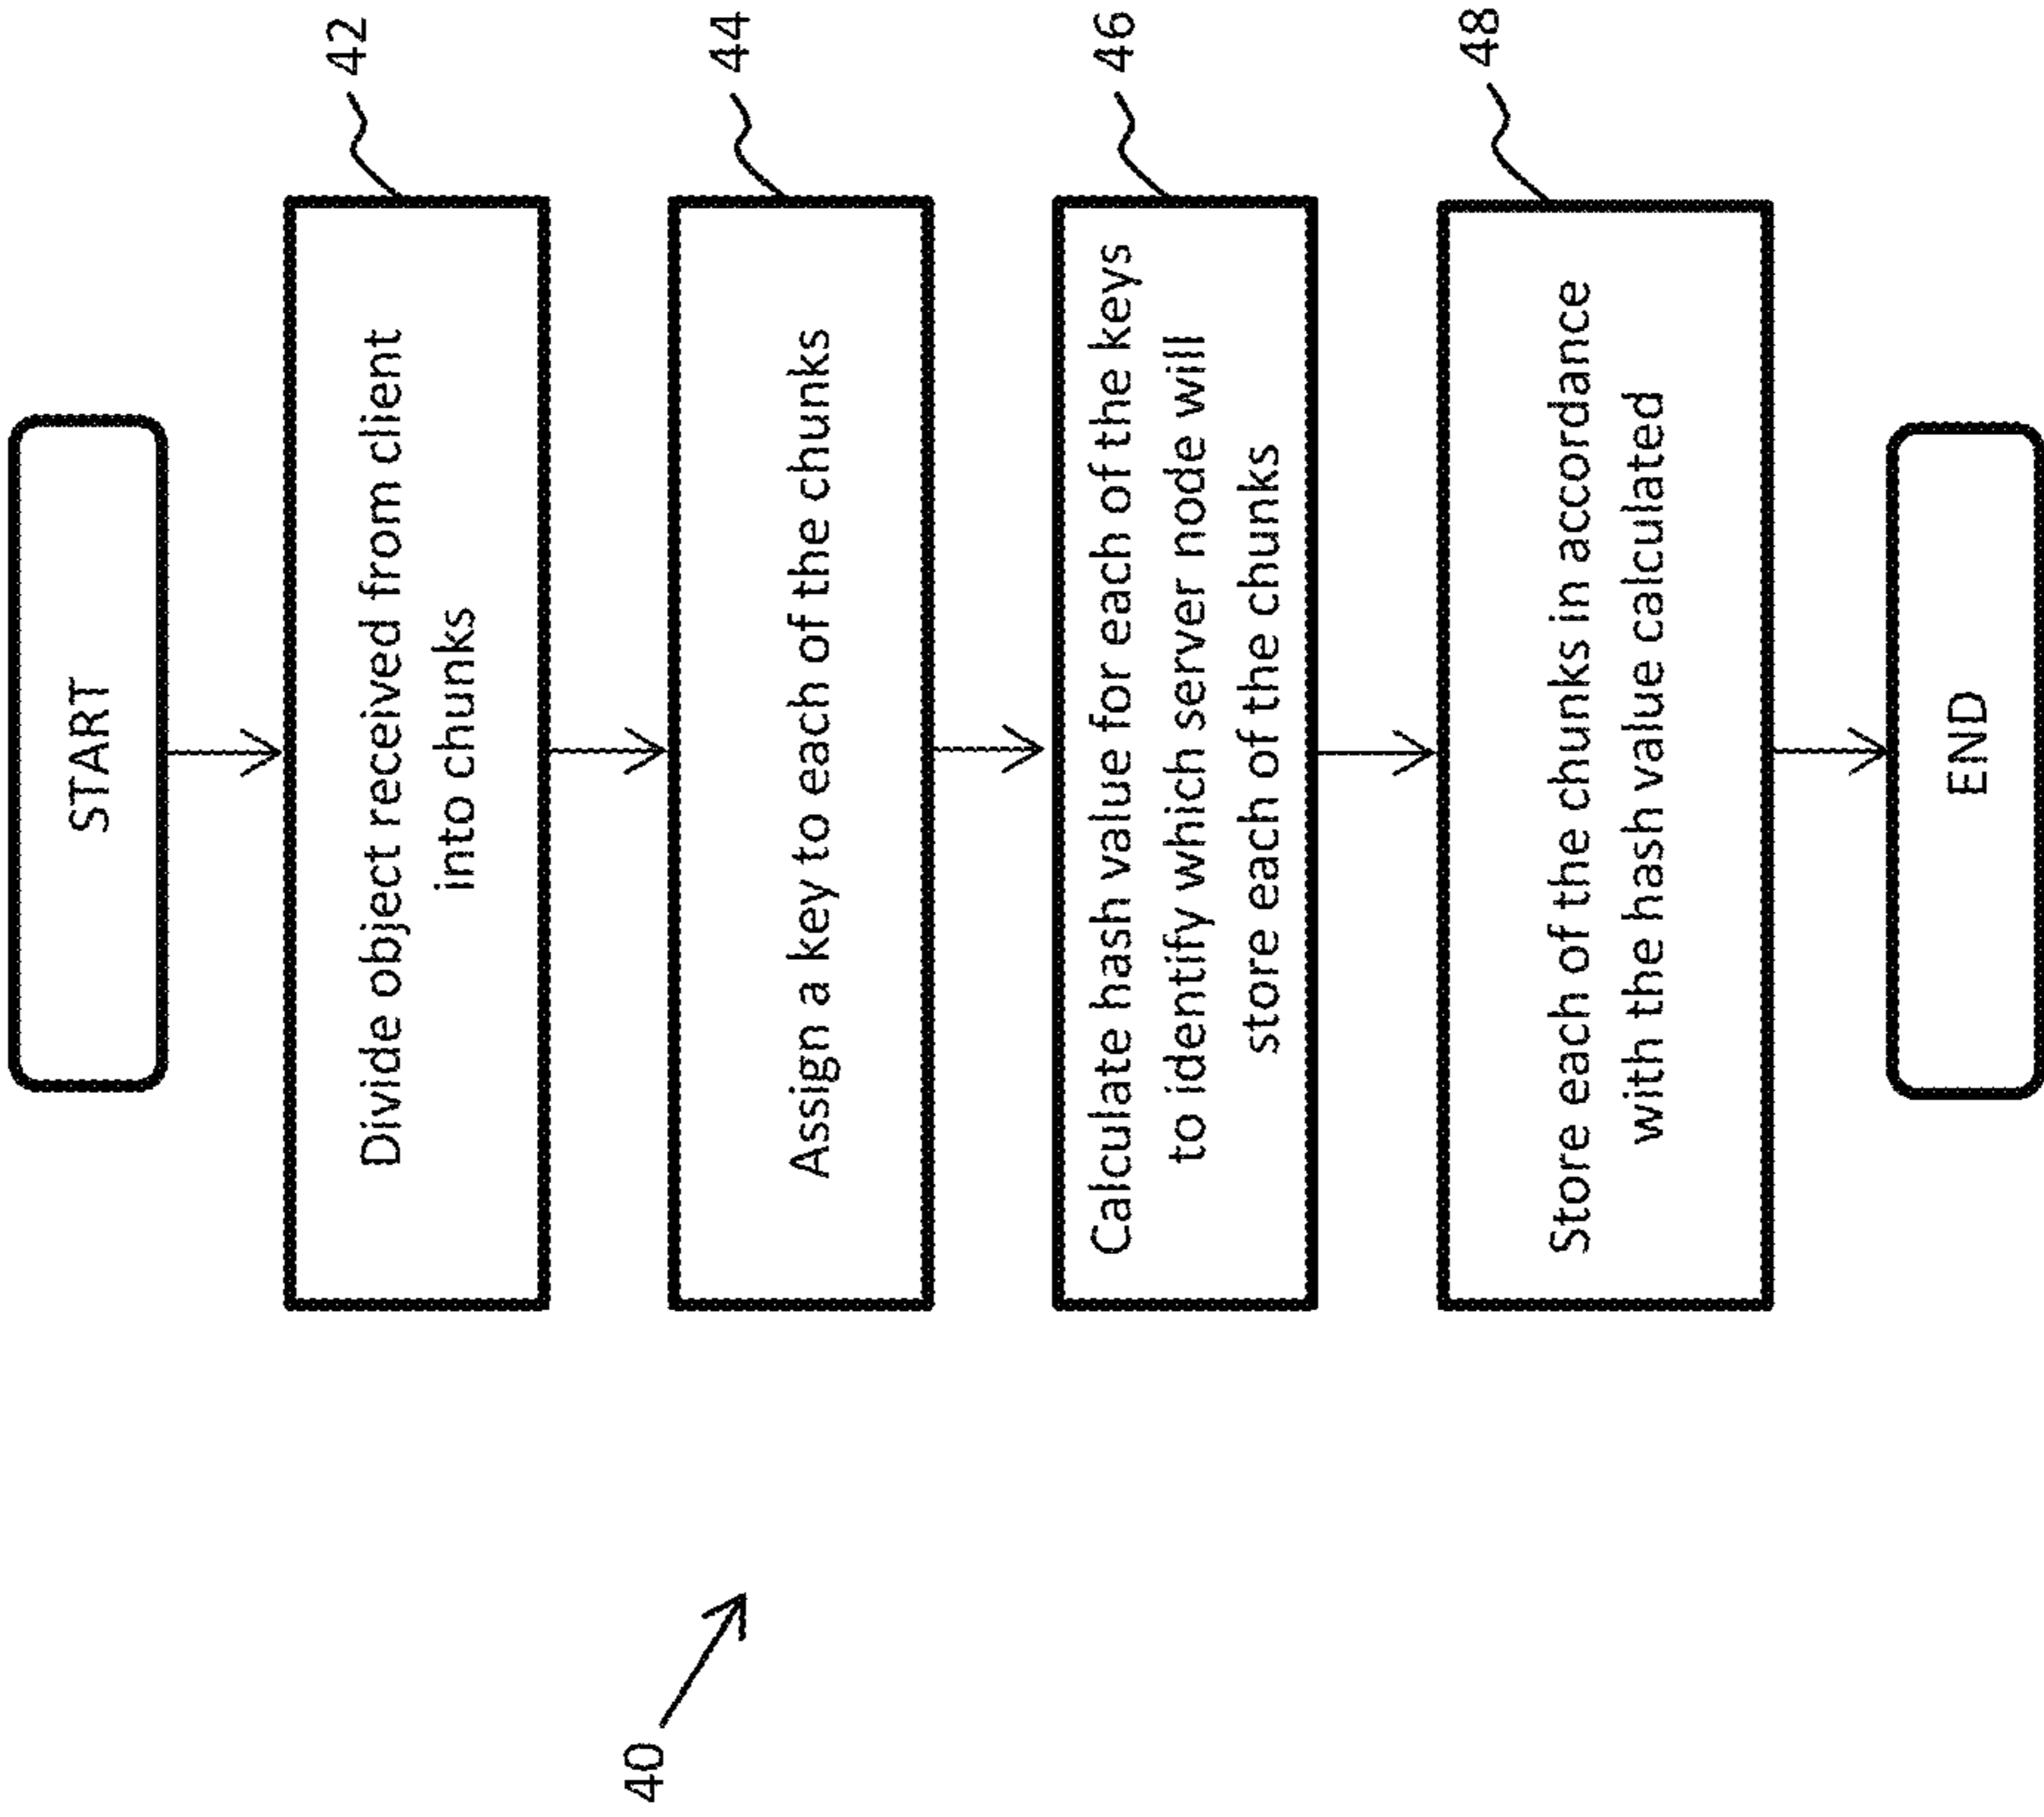 START
Divide object received from client
into chunks
42
Assign a key to each of the chunks
44
Calculate hash value for each of the keys
to identify which server node will
store each of the chunks
46
Store each of the chunks in accordance
with the hash value calculated
48
END
40